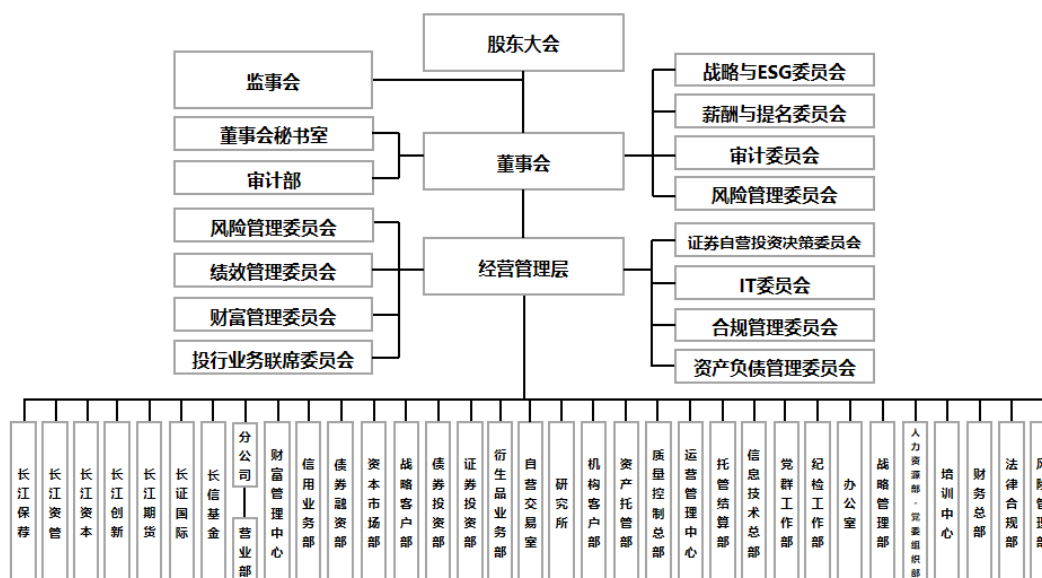 股东大会
监事会
战略与ESG委员会
薪酬与提名委员会
董事会秘书室
董事会
审计委员会
审计部
风险管理委员会
风险管理委员会
证券自营投资决策委员会
绩效管理委员会
经营管理层
IT委员会
财富管理委员会
合规管理委员会
投行业务联席委员会
资产负债管理委员会
长江保荐
长江资管
长江资本
长江创新
长江期货
长证国际
长信基金
分公司
营业部
财富管理中心
信用业务部
债券融资部
资本市场部
战略客户部
债券投资部
证券投资部
衍生品业务部
自营交易室
研究所
机构客户部
资产托管部
质量控制总部
运营管理中心
托管结算部
信息技术总部
党群工作部
纪检工作部
办公室
战略管理部
人力资源部·党委组织部
培训中心
财务总部
法律合规部
风险管理部